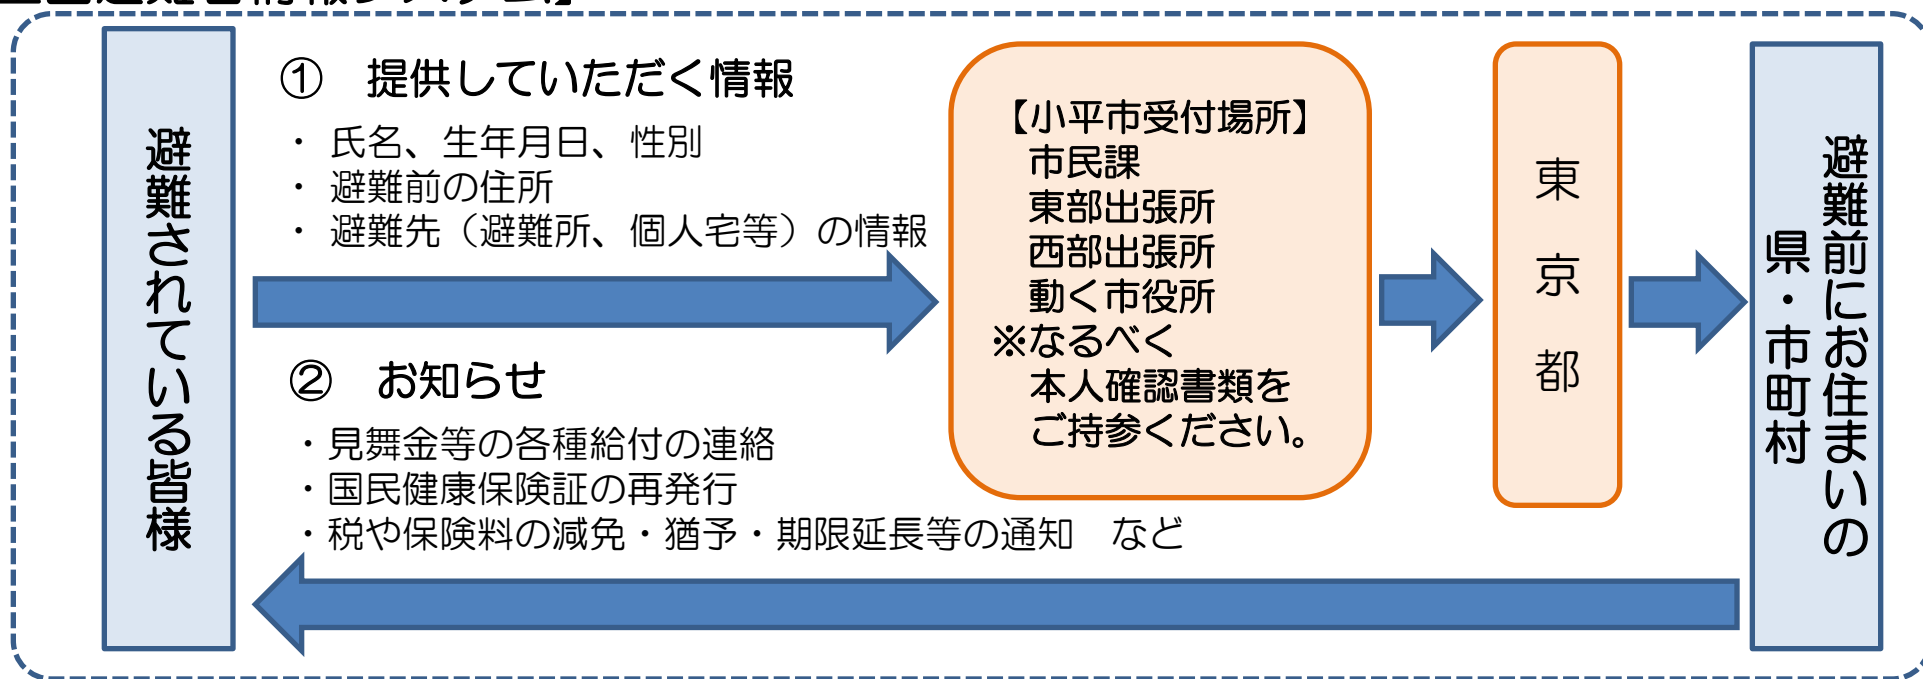 避難されている皆様
① 提供していただく情報
・ 氏名、生年月日、性別
・ 避難前の住所
・ 避難先（避難所、個人宅等）の情報
② お知らせ
・見舞金等の各種給付の連絡
・国民健康保険証の再発行
・税や保険料の減免・猶予・期限延長等の通知　など
【小平市受付場所】
市民課
東部出張所
西部出張所
動く市役所
※なるべく
本人確認書類を
ご持参ください。
東京都
避難前にお住まいの
県・市町村